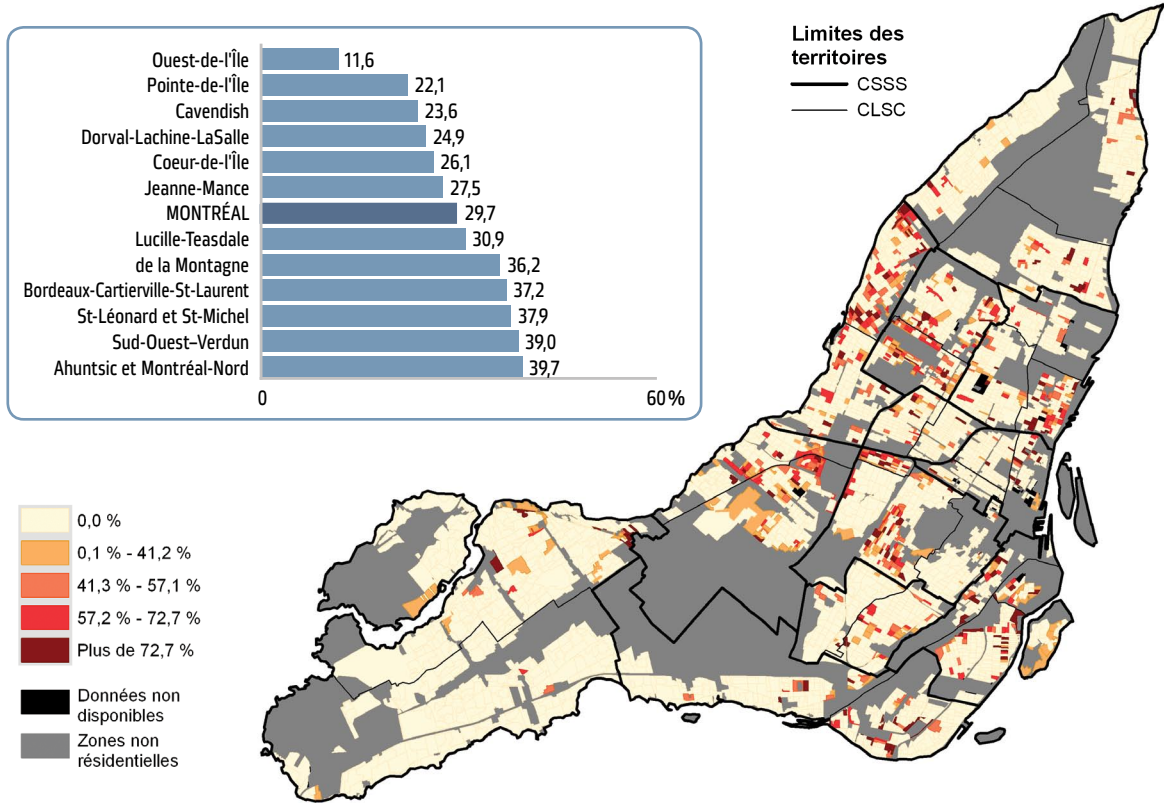 Ouest-de-l'Île 11,6
Pointe-de-l'Île 22,1
Cavendish 23,6
Dorval-Lachine-LaSalle 24,9
Coeur-de-l'Île 26,1
Jeanne-Mance 27,5
MONTRÉAL 29,7
Lucille-Teasdale 30,9
de la Montagne 36,2
Bordeaux-Cartierville-St-Laurent 37,2
St-Léonard et St-Michel 37,9
Sud-Ouest–Verdun 39,0
Ahuntsic et Montréal-Nord 39,7
0 60 %
Limites des
territoires
CSSS
CLSC
0,0 %
0,1 % - 41,2 %
41,3 % - 57,1 %
57,2 % - 72,7 %
Plus de 72,7 %
Données non
disponibles
Zones non
résidentielles